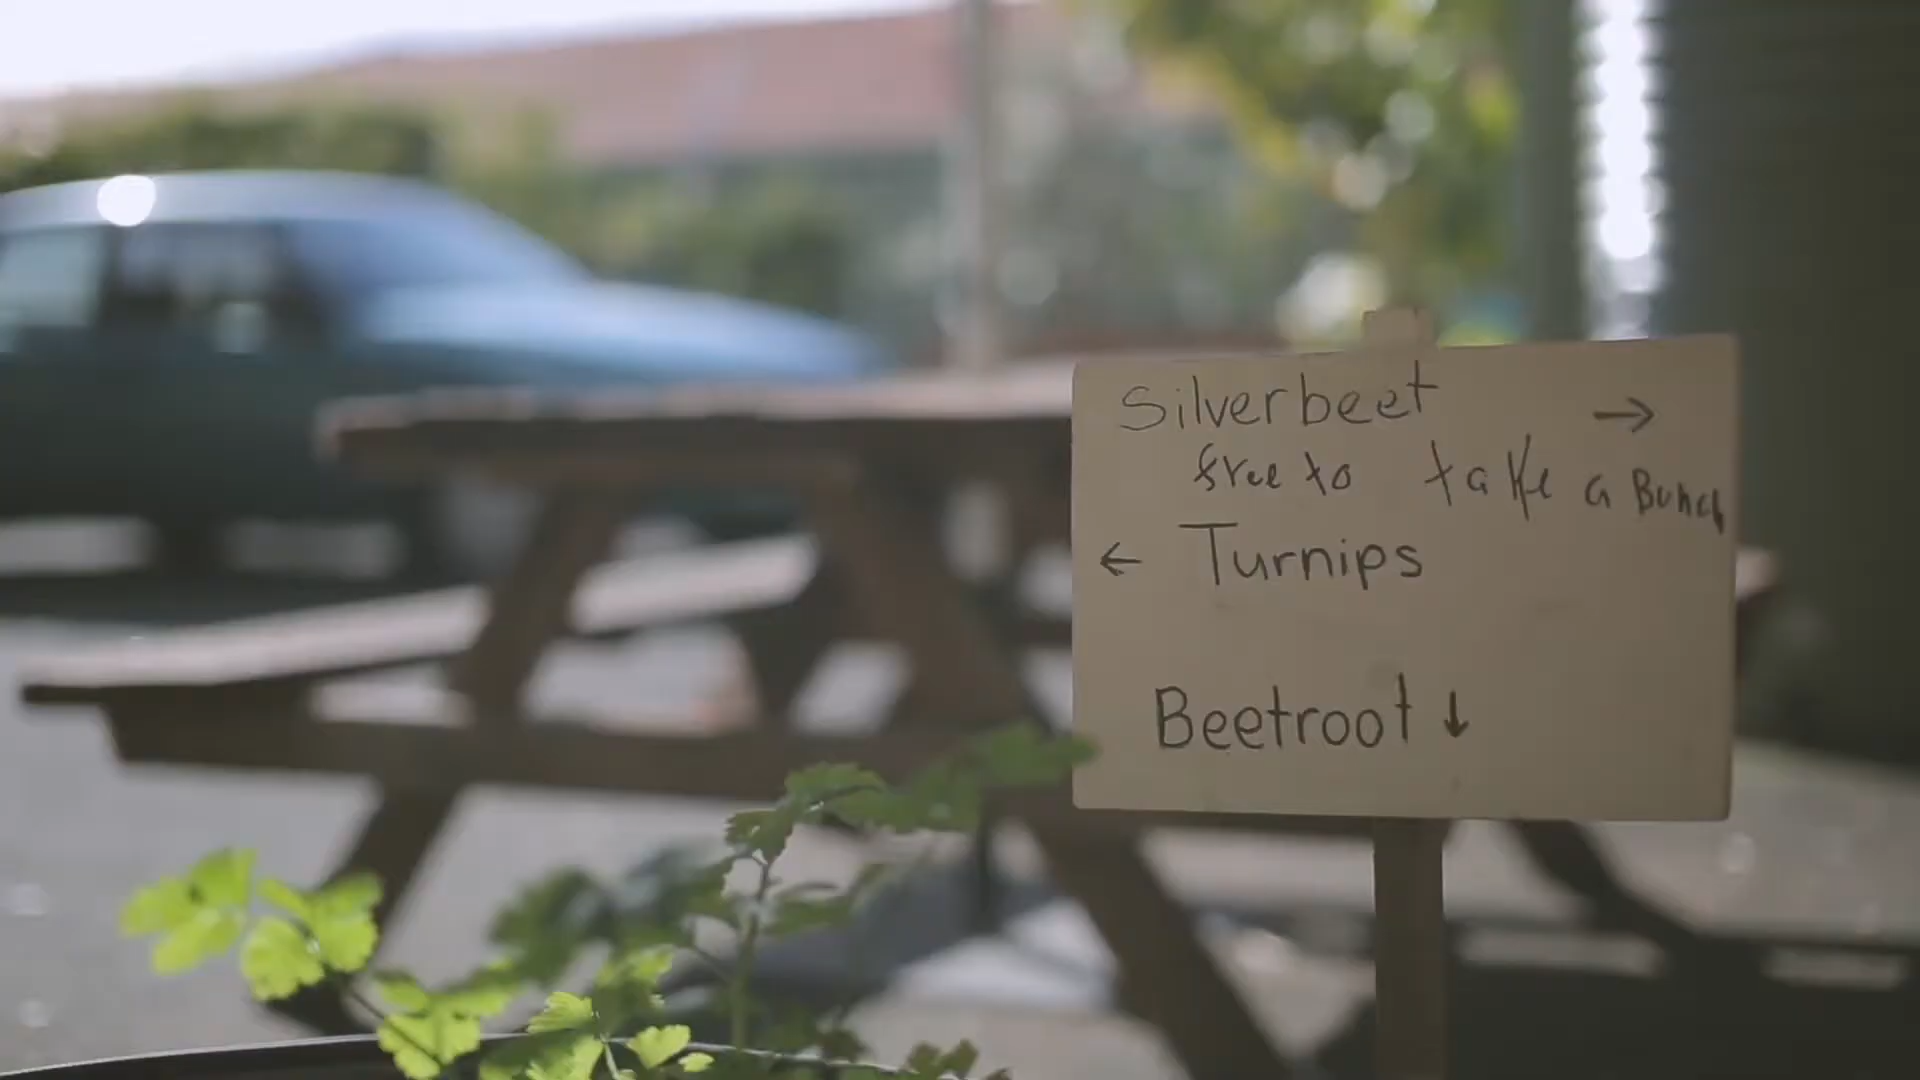 Silverbeet →
free to take a Bunch
← Turnips
Beetroot ↓